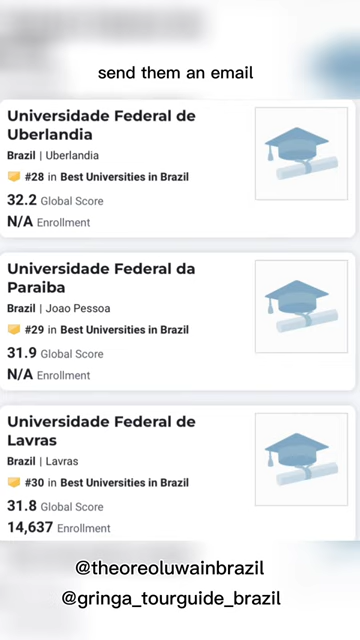 send them an email
Universidade Federal de
Uberlandia
Brazil | Uberlandia
#28 in Best Universities in Brazil
32.2 Global Score
N/A Enrollment
Universidade Federal da
Paraiba
Brazil | Joao Pessoa
#29 in Best Universities in Brazil
31.9 Global Score
N/A Enrollment
Universidade Federal de
Lavras
Brazil | Lavras
#30 in Best Universities in Brazil
31.8 Global Score
14,637 Enrollment
@theoreoluwainbrazil
@gringa_tourguide_brazil